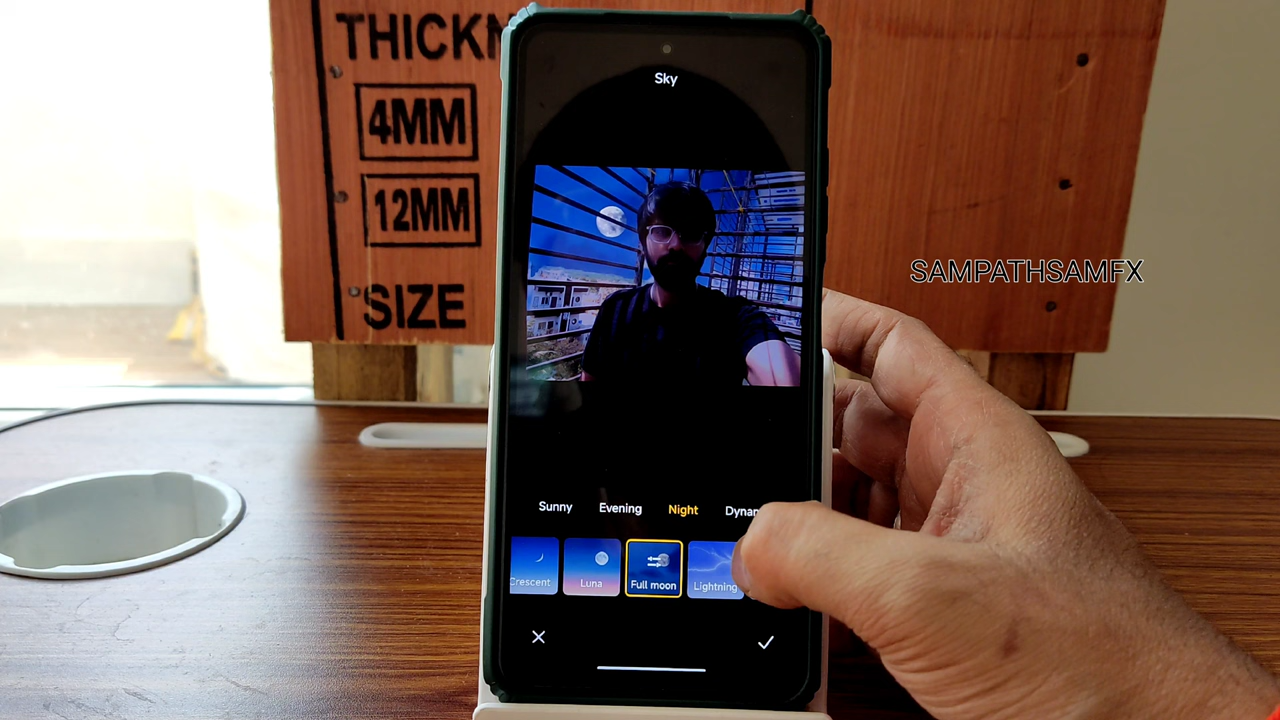 THICKN
4MM
12MM
SIZE
Sky
SAMPATHSAMFX
Sunny Evening Night Dynam
Crescent Luna Full moon Lightning